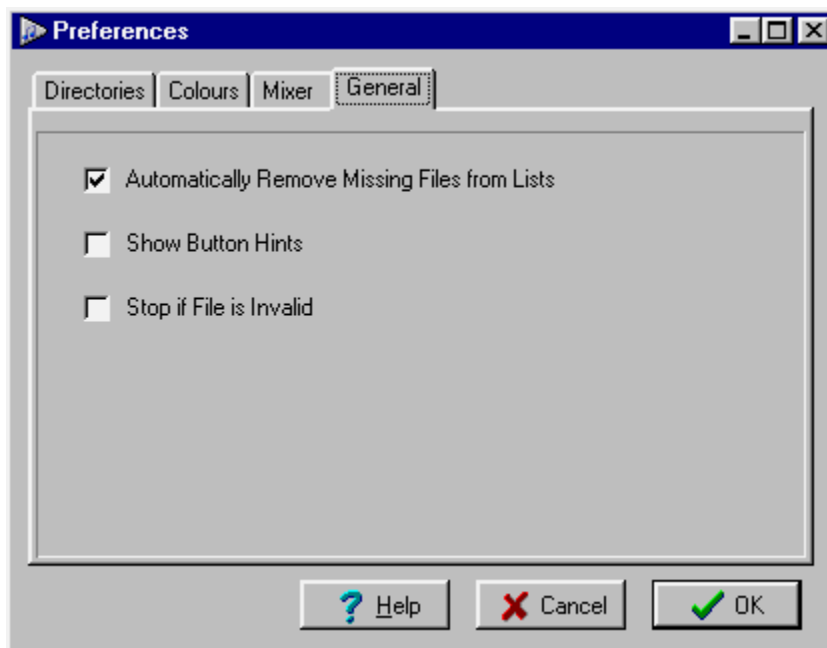 Preferences
Directories Colours Mixer General
Automatically Remove Missing Files from Lists
Show Button Hints
Stop if File is Invalid
Help Cancel OK